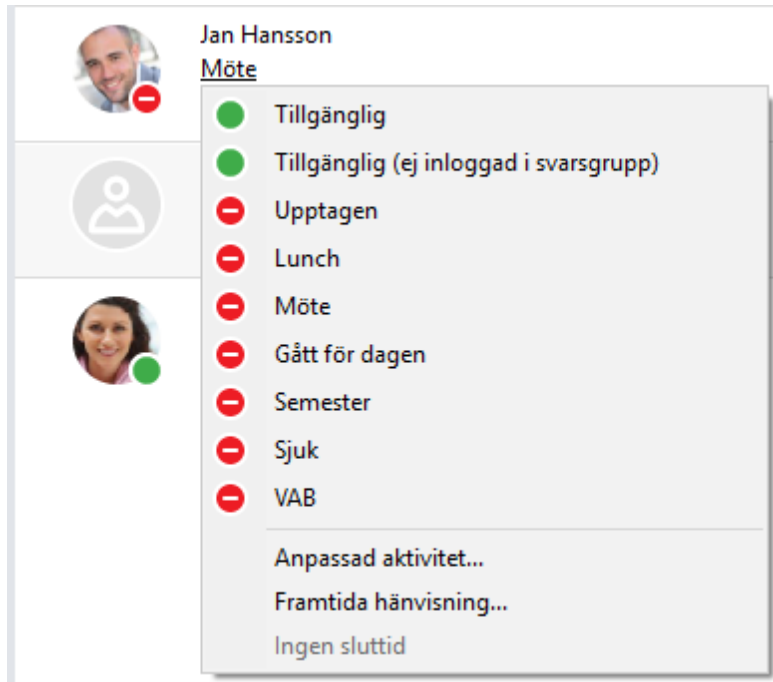 Jan Hansson
Möte
Tillgänglig
Tillgänglig (ej inloggad i svarsgrupp)
Upptagen
Lunch
Möte
Gått för dagen
Semester
Sjuk
VAB
Anpassad aktivitet...
Framtida hänvisning...
Ingen sluttid